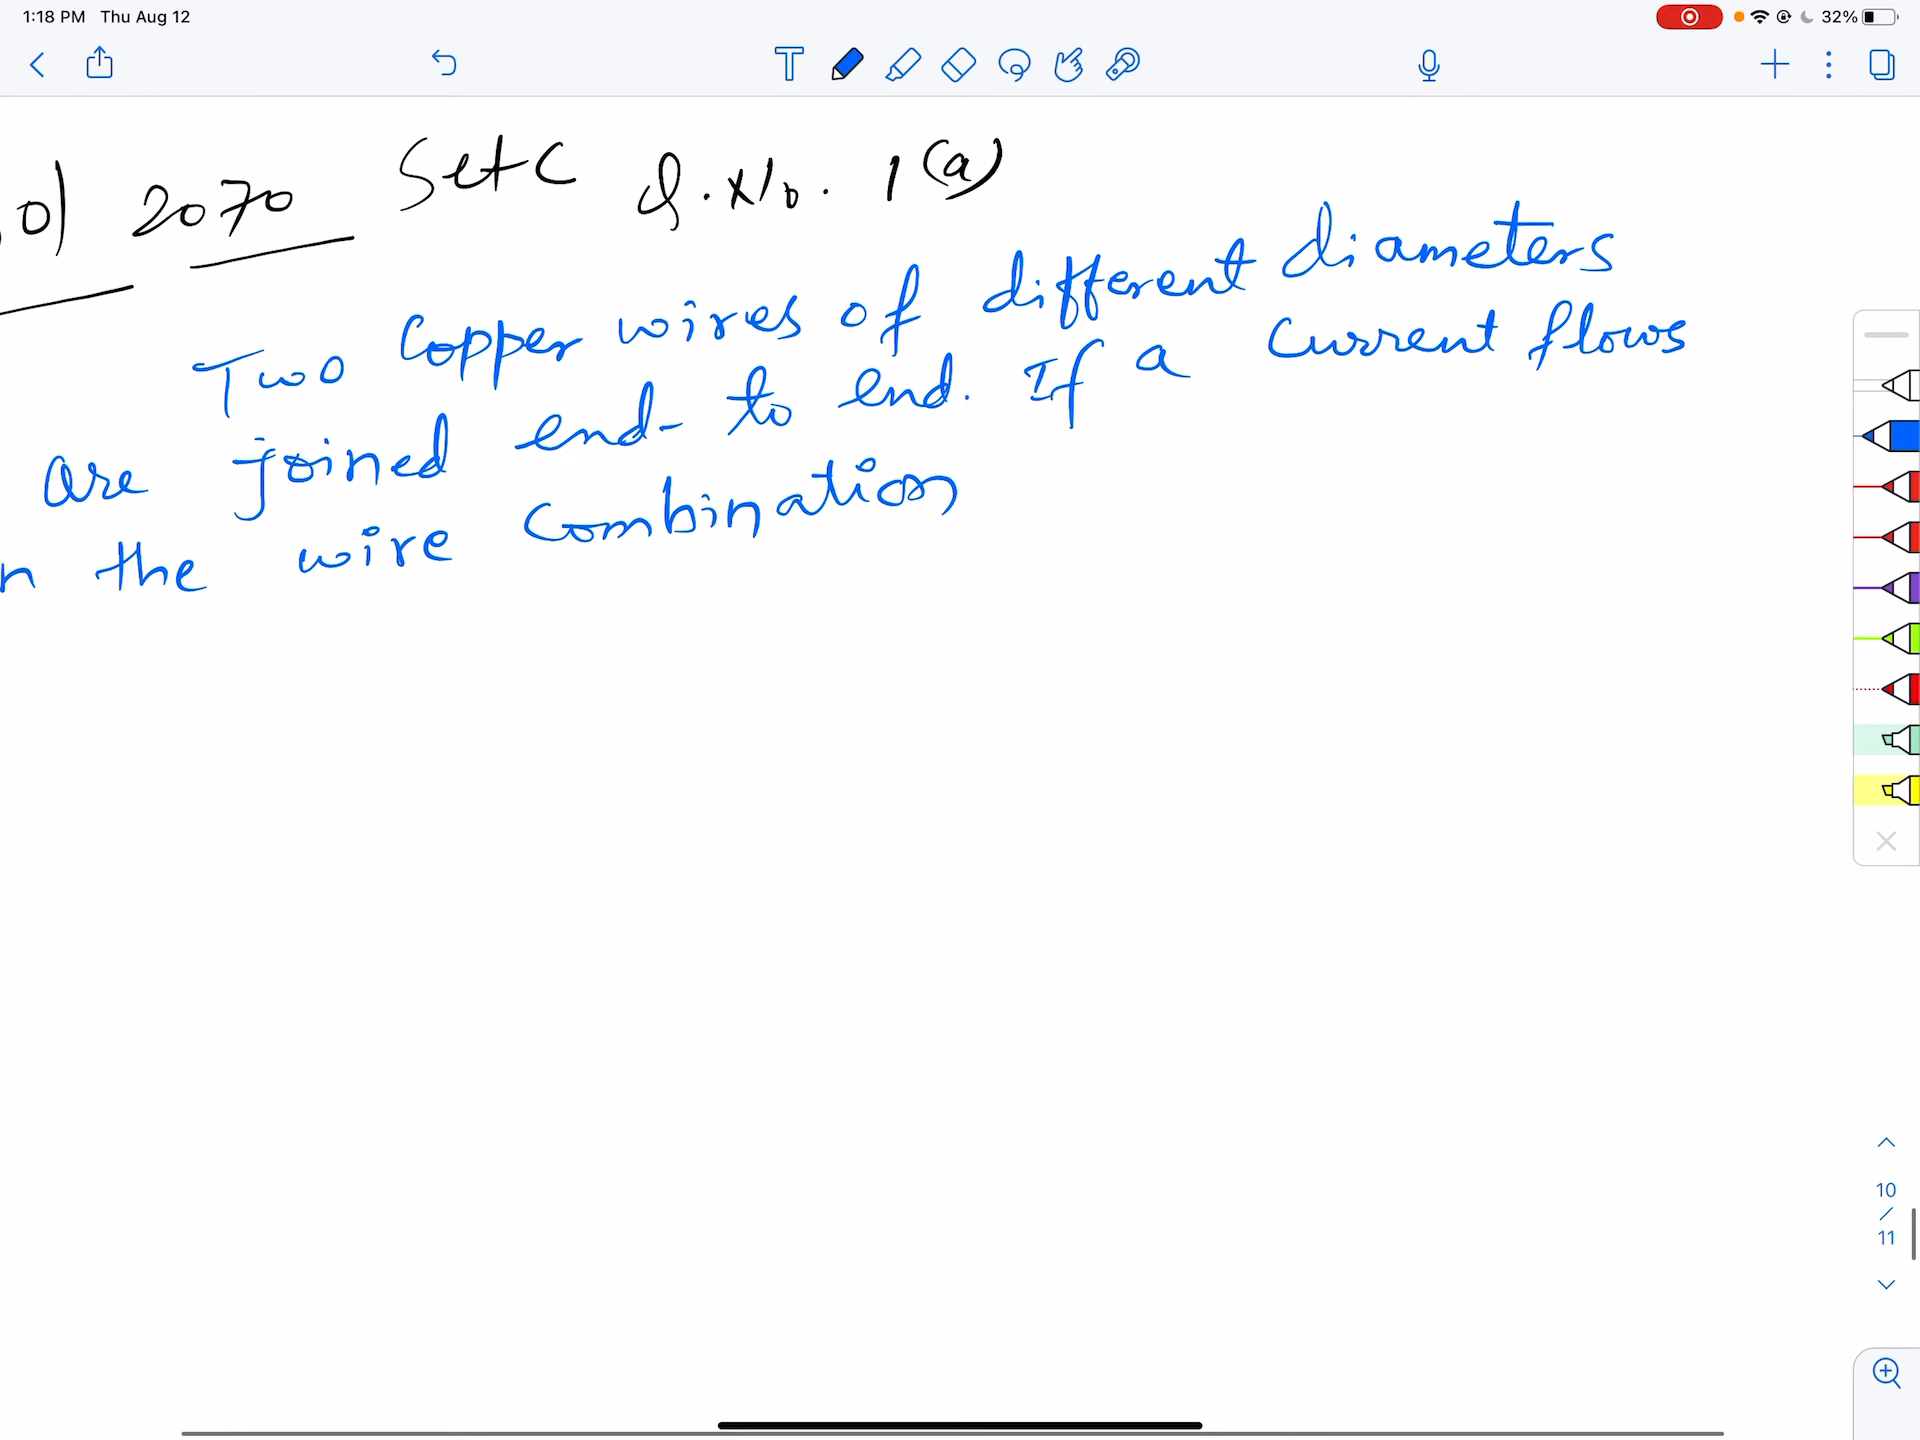 1:18 PM Thu Aug 12
32%
0) 2070 Set C Q.No. 1(a)
Two Copper wires of different diameters
are joined end-to end. If a current flows
n the wire combination
10
/
11